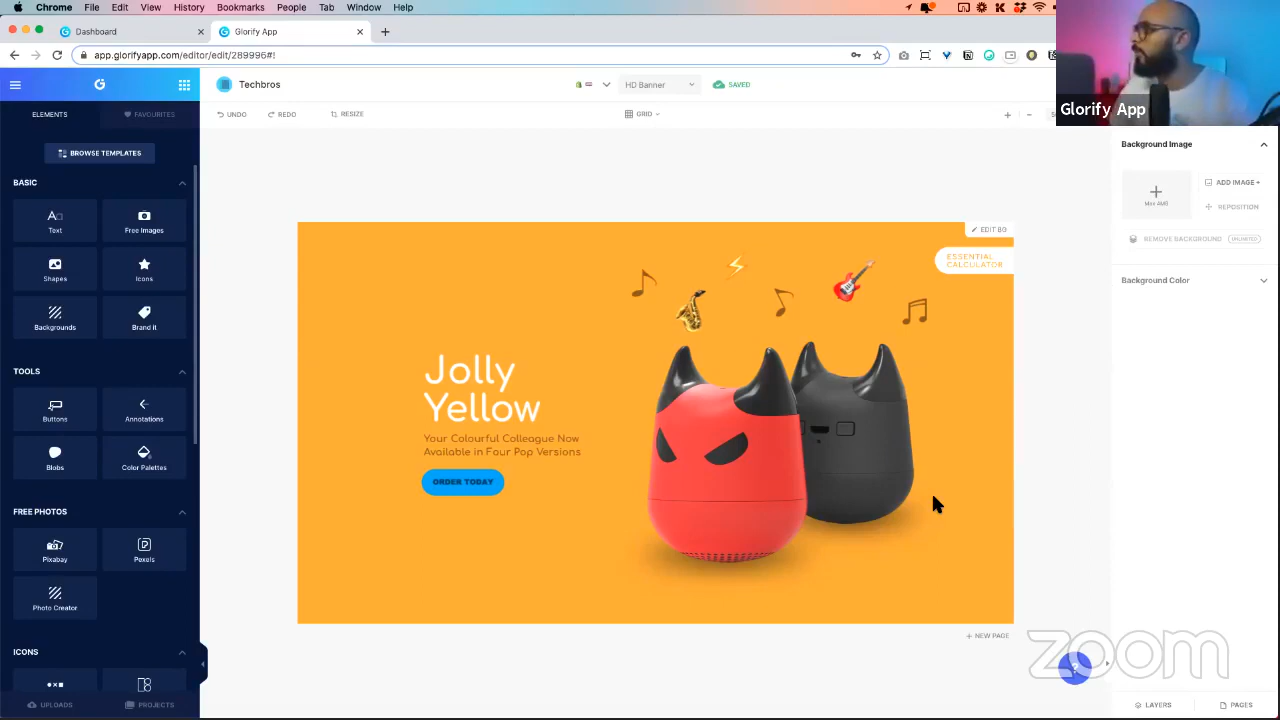 Chrome File Edit View History Bookmarks People Tab Window Help
Dashboard
Glorify App
app.glorifyapp.com/editor/edit/289996#!
Glorify App
Techbros
HD Banner
SAVED
ELEMENTS
FAVOURITES
UNDO
REDO
RESIZE
GRID
BROWSE TEMPLATES
BASIC
Text
Free Images
Shapes
Icons
Backgrounds
Brand it
TOOLS
Buttons
Annotations
Blobs
Color Palettes
FREE PHOTOS
Pixabay
Pexels
Photo Creator
ICONS
UPLOADS
PROJECTS
EDIT BG
ESSENTIAL
CALCULATOR
Jolly
Yellow
Your Colourful Colleague Now
Available in Four Pop Versions
ORDER TODAY
+ NEW PAGE
Background Image
Max 4MB
ADD IMAGE
REPOSITION
REMOVE BACKGROUND
UNLIMITED
Background Color
zoom
?
LAYERS
PAGES